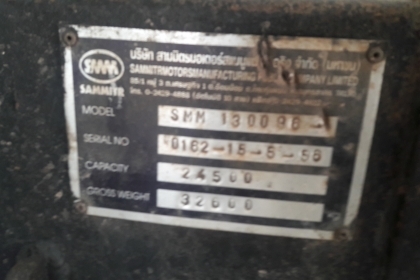 SMM
SAMMITR
บริษัท สามมิตรมอเตอร์สแมนูแฟคเจอริ่ง จำกัด (มหาชน)
SAMMITRMOTORSMANUFACTURING COMPANY LIMITED
MODEL SMM 130096
SERIAL NO 0162-15-5-56
CAPACITY 24500
GROSS WEIGHT 32600